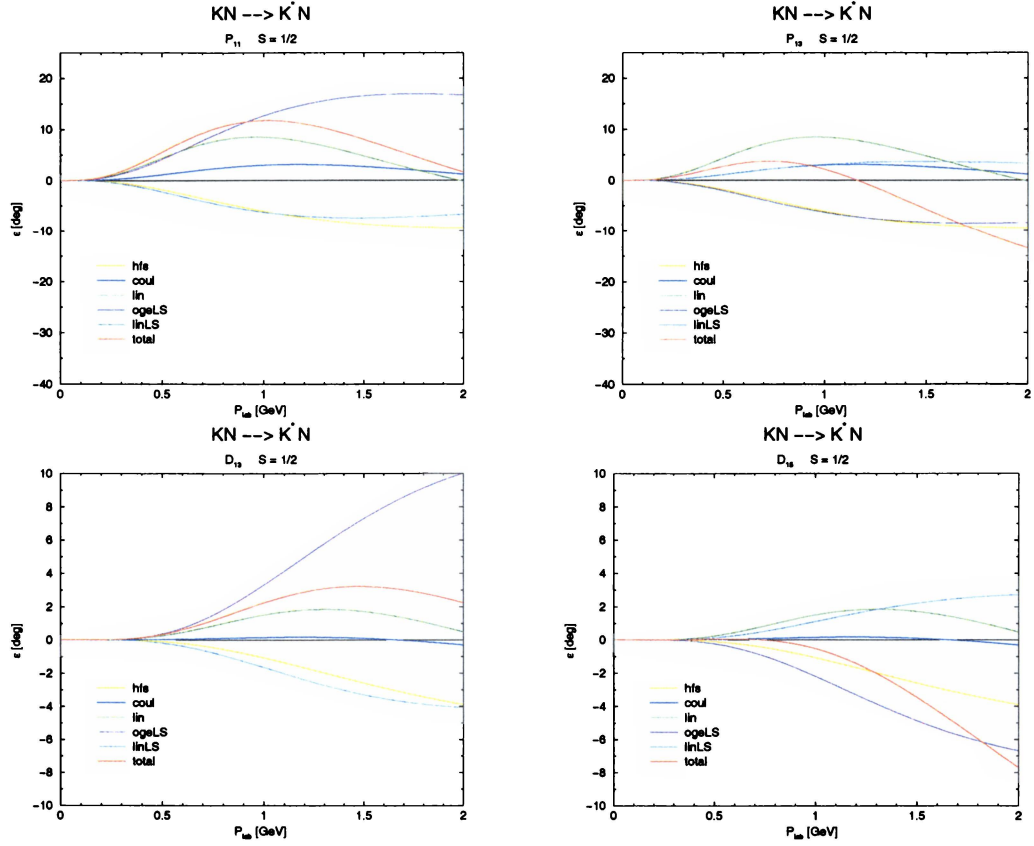 KN --> K*N
P₁₁ S = 1/2
20
10
0
−10
−20
−30
−40
ε [deg]
hfs
coul
lin
ogeLS
linLS
total
0 0.5 1 1.5 2
P_lab [GeV]
KN --> K*N
P₁₃ S = 1/2
20
10
0
−10
−20
−30
−40
ε [deg]
hfs
coul
lin
ogeLS
linLS
total
0 0.5 1 1.5 2
P_lab [GeV]
KN --> K*N
D₁₃ S = 1/2
10
8
6
4
2
0
−2
−4
−6
−8
−10
ε [deg]
hfs
coul
lin
ogeLS
linLS
total
0 0.5 1 1.5 2
P_lab [GeV]
KN --> K*N
D₁₅ S = 1/2
10
8
6
4
2
0
−2
−4
−6
−8
−10
ε [deg]
hfs
coul
lin
ogeLS
linLS
total
0 0.5 1 1.5 2
P_lab [GeV]